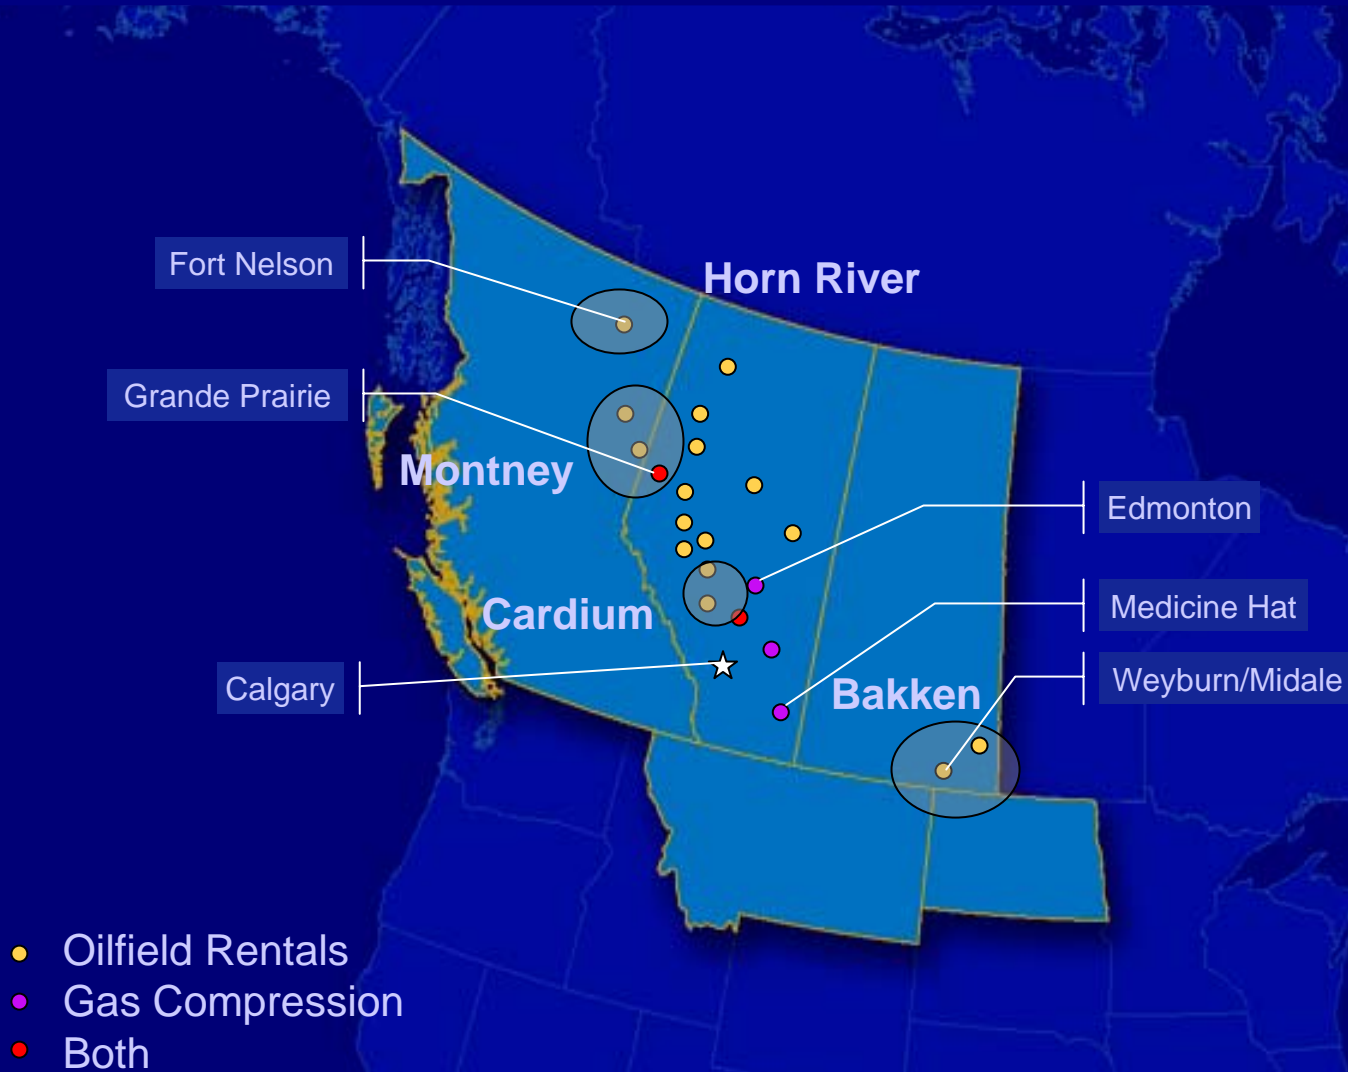 Horn River
Fort Nelson
Grande Prairie
Montney
Edmonton
Medicine Hat
Cardium
Weyburn/Midale
Calgary
Bakken
Oilfield Rentals
Gas Compression
Both